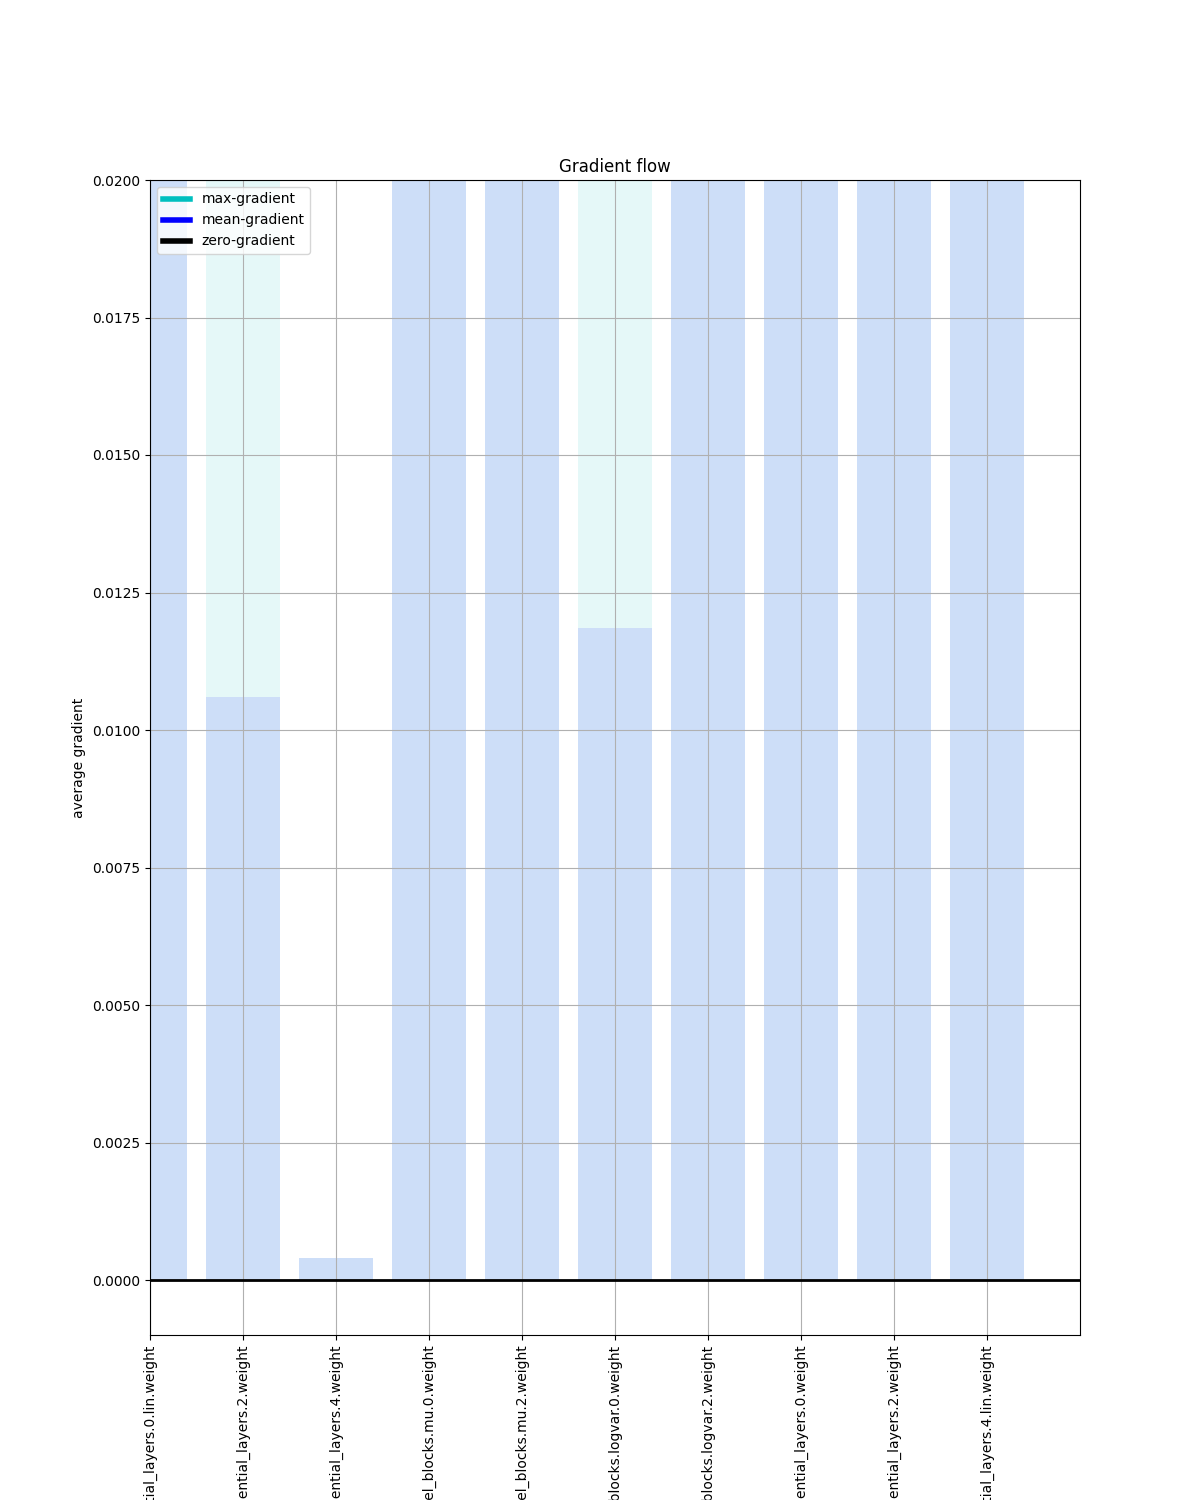 Gradient flow
max-gradient
mean-gradient
zero-gradient
0.0200
0.0175
0.0150
0.0125
0.0100
0.0075
0.0050
0.0025
0.0000
average gradient
tial_layers.0.lin.weight
ential_layers.2.weight
ential_layers.4.weight
el_blocks.mu.0.weight
el_blocks.mu.2.weight
blocks.logvar.0.weight
blocks.logvar.2.weight
ential_layers.0.weight
ential_layers.2.weight
tial_layers.4.lin.weight